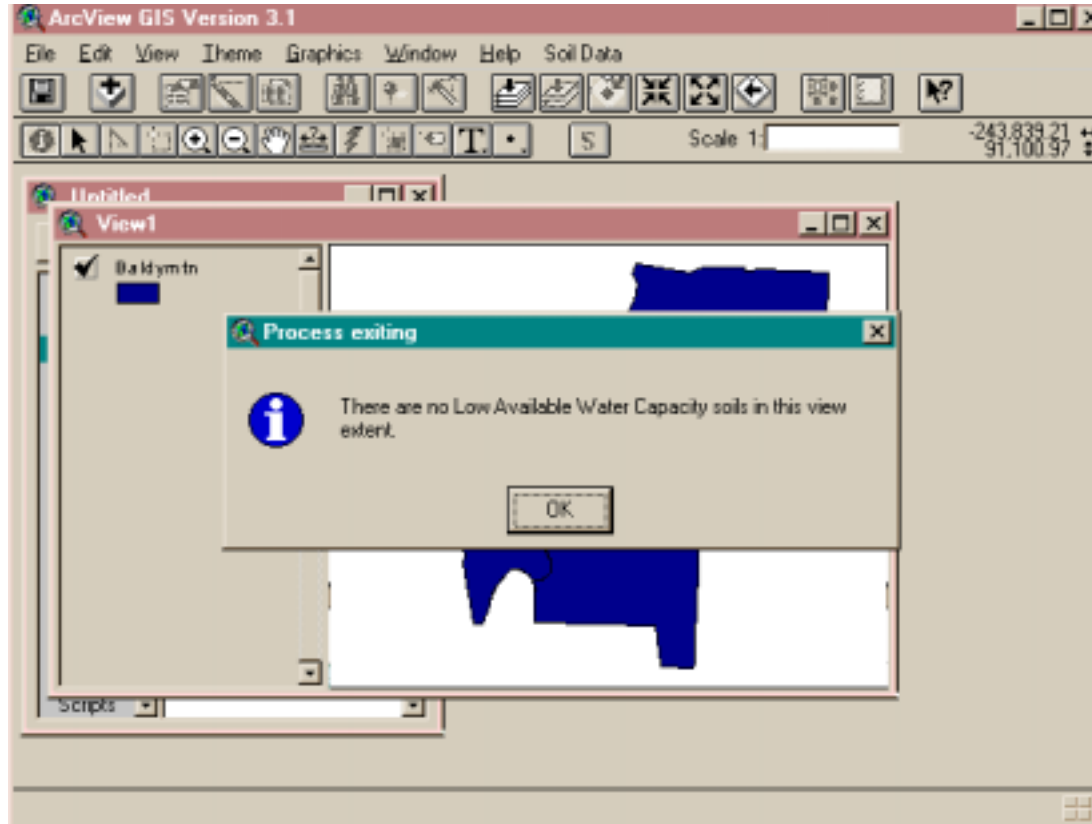 ArcView GIS Version 3.1
File Edit View Theme Graphics Window Help Soil Data
S Scale 1: -243,839.21
91,100.97
Untitled
View1
Baldymtn
Process exiting
There are no Low Available Water Capacity soils in this view
extent.
OK
Scripts